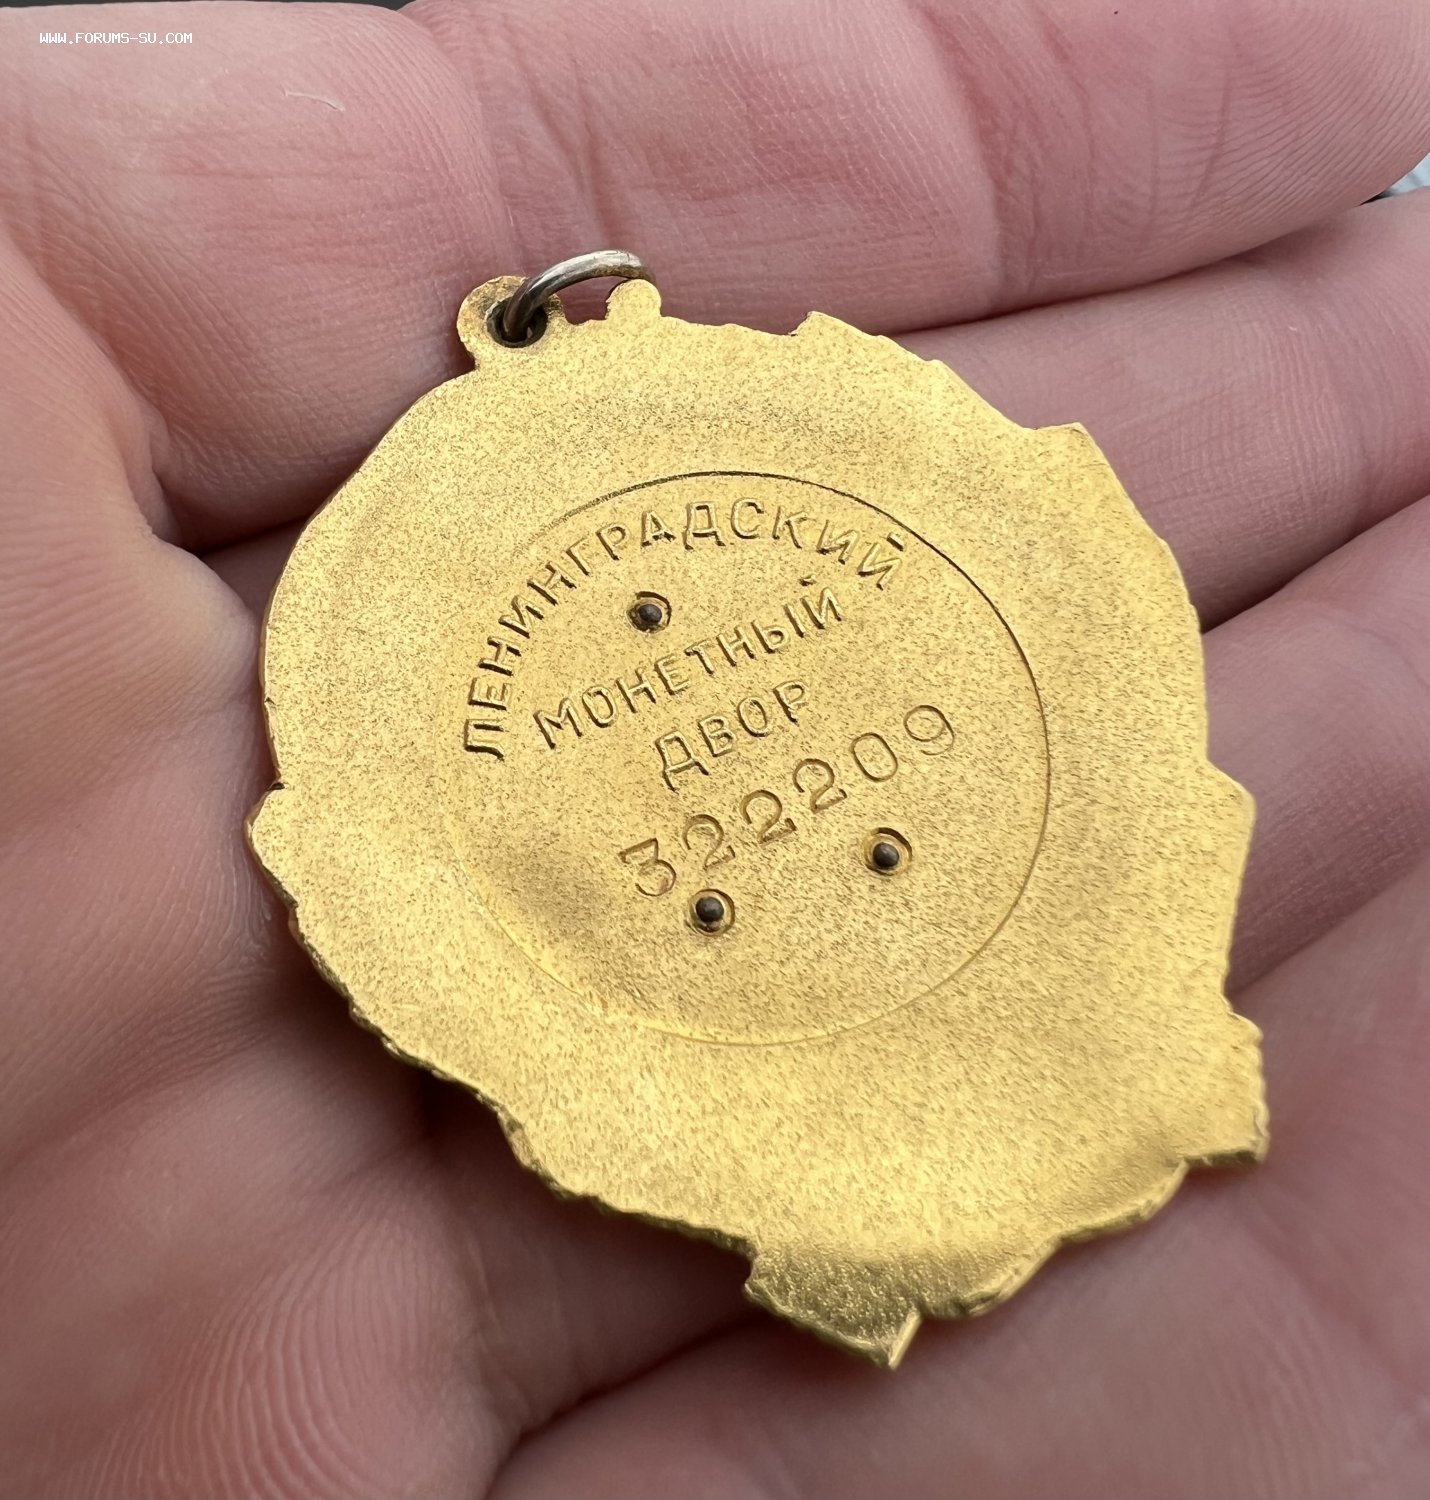 WWW.FORUMS-SU.COM
ЛЕНИНГРАДСКИЙ
МОНЕТНЫЙ
ДВОР
322209